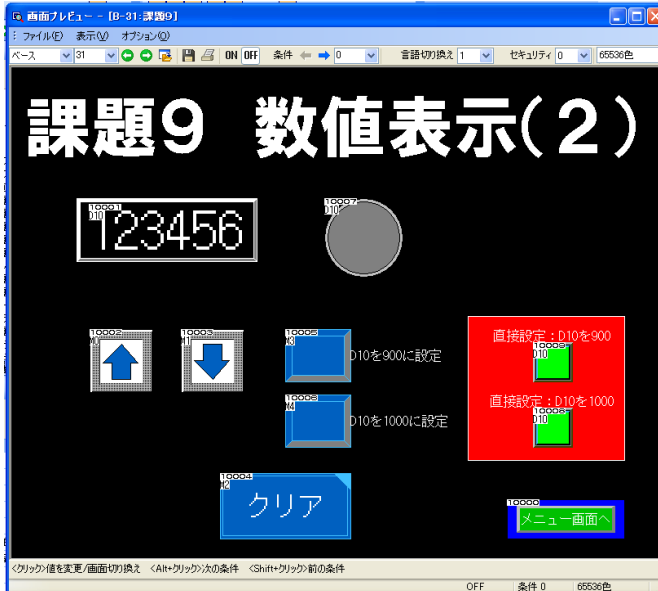 画面プレビュー - [B-31:課題9]
ファイル(F) 表示(V) オプション(O)
ベース 31 ON OFF 条件 0 言語切り換え 1 セキュリティ 0 65536色
課題９ 数値表示(２)
10001
D10
123456
10007
D10
10002
M0
10003
M1
10005
M3
D10を900に設定
10006
M4
D10を1000に設定
直接設定：D10を900
10009
D10
直接設定：D10を1000
10008
D10
10004
M2
クリア
10000
メニュー画面へ
<クリック>値を変更/画面切り換え <Alt+クリック>次の条件 <Shift+クリック>前の条件
OFF 条件 0 65536色